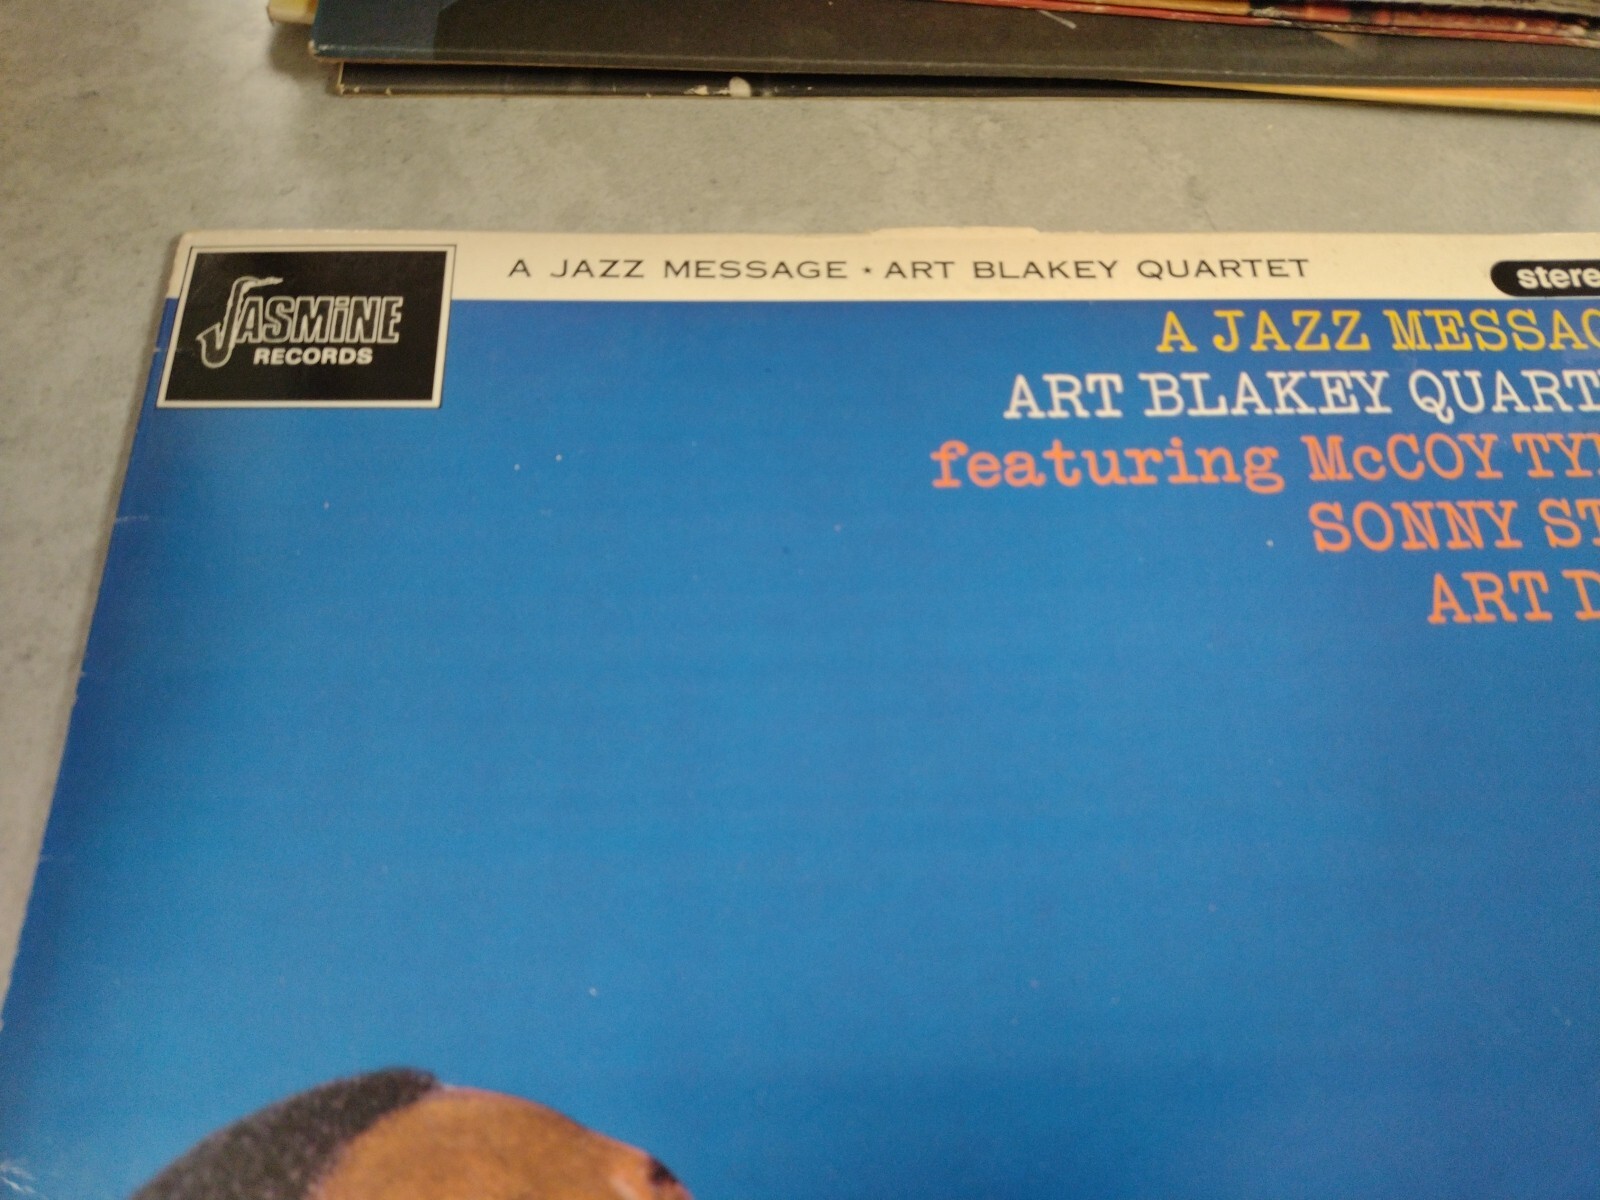 JASMiNE
RECORDS
A JAZZ MESSAGE ★ ART BLAKEY QUARTET
stere
A JAZZ MESSAG
ART BLAKEY QUART
featuring McCOY TY
SONNY ST
ART D